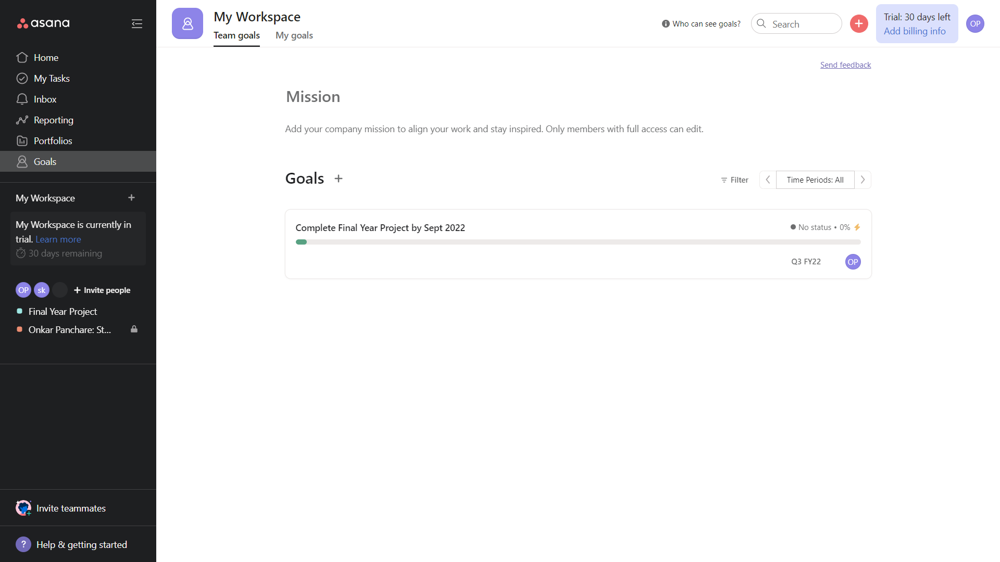 asana
Home
My Tasks
Inbox
Reporting
Portfolios
Goals
My Workspace
My Workspace is currently in
trial. Learn more
30 days remaining
OP sk Invite people
Final Year Project
Onkar Panchare: St...
Invite teammates
? Help & getting started
My Workspace
Team goals My goals
Who can see goals?
Search
Trial: 30 days left
Add billing info
OP
Send feedback
Mission
Add your company mission to align your work and stay inspired. Only members with full access can edit.
Goals
Filter
Time Periods: All
Complete Final Year Project by Sept 2022
No status • 0%
Q3 FY22
OP